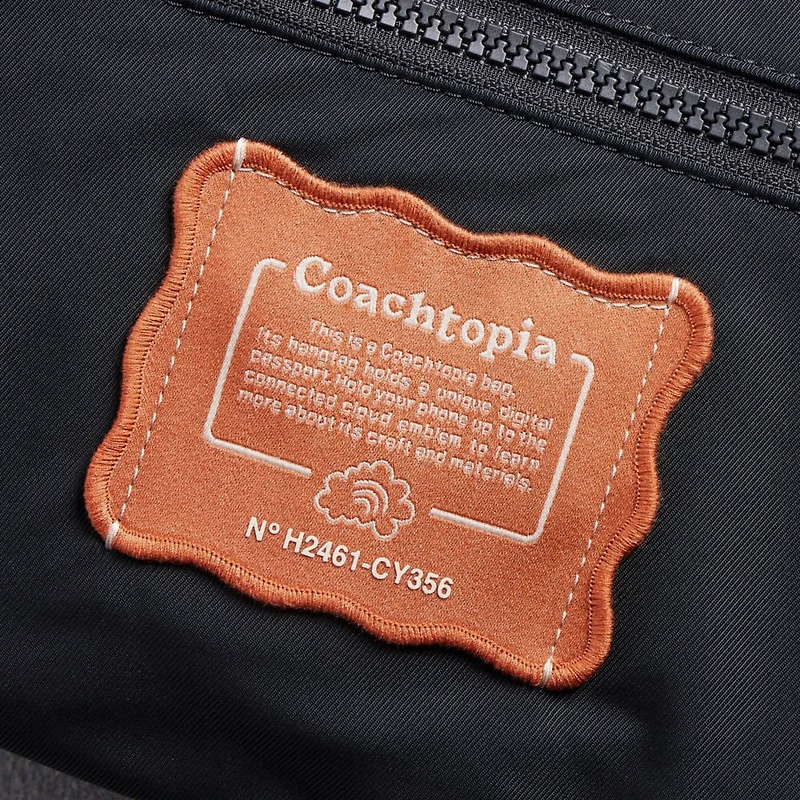 Coachtopia
This is a Coachtopia bag.
Its hangtag holds a unique digital
passport. Hold your phone up to the
connected cloud emblem to learn
more about its craft and materials.
Nº H2461-CY356